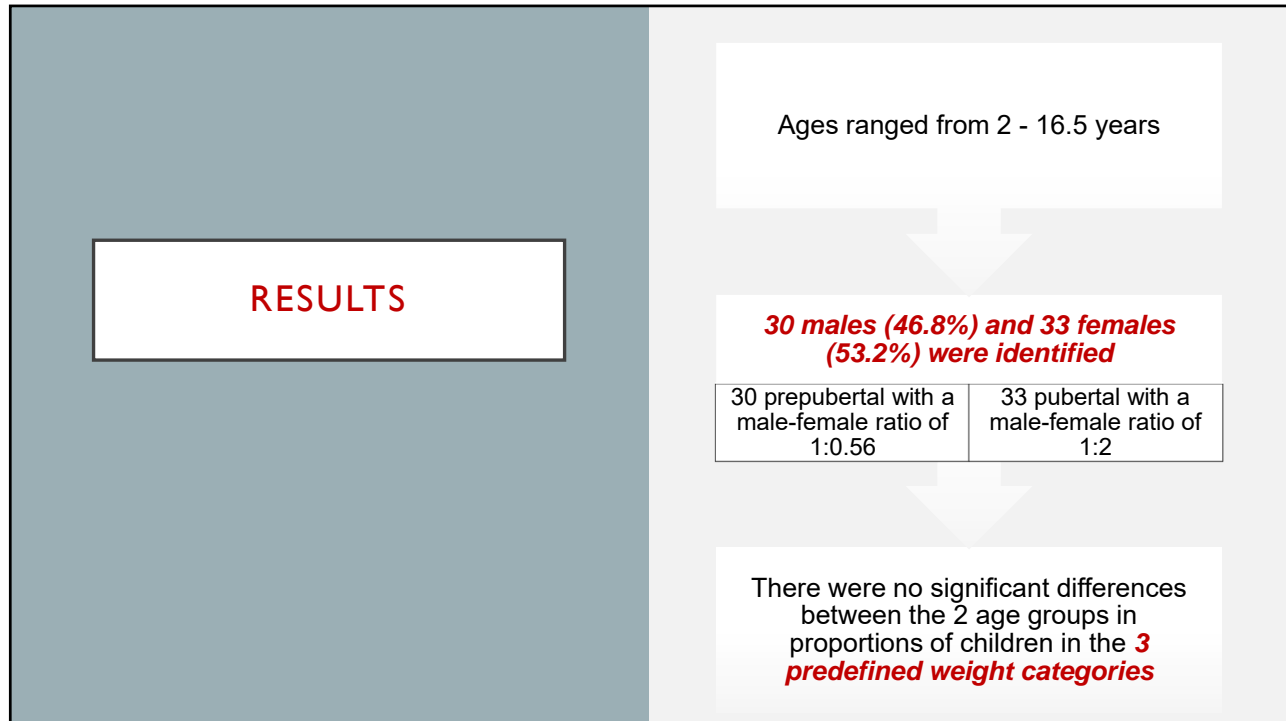 RESULTS
Ages ranged from 2 - 16.5 years
30 males (46.8%) and 33 females
(53.2%) were identified
30 prepubertal with a
male-female ratio of
1:0.56
33 pubertal with a
male-female ratio of
1:2
There were no significant differences
between the 2 age groups in
proportions of children in the 3
predefined weight categories